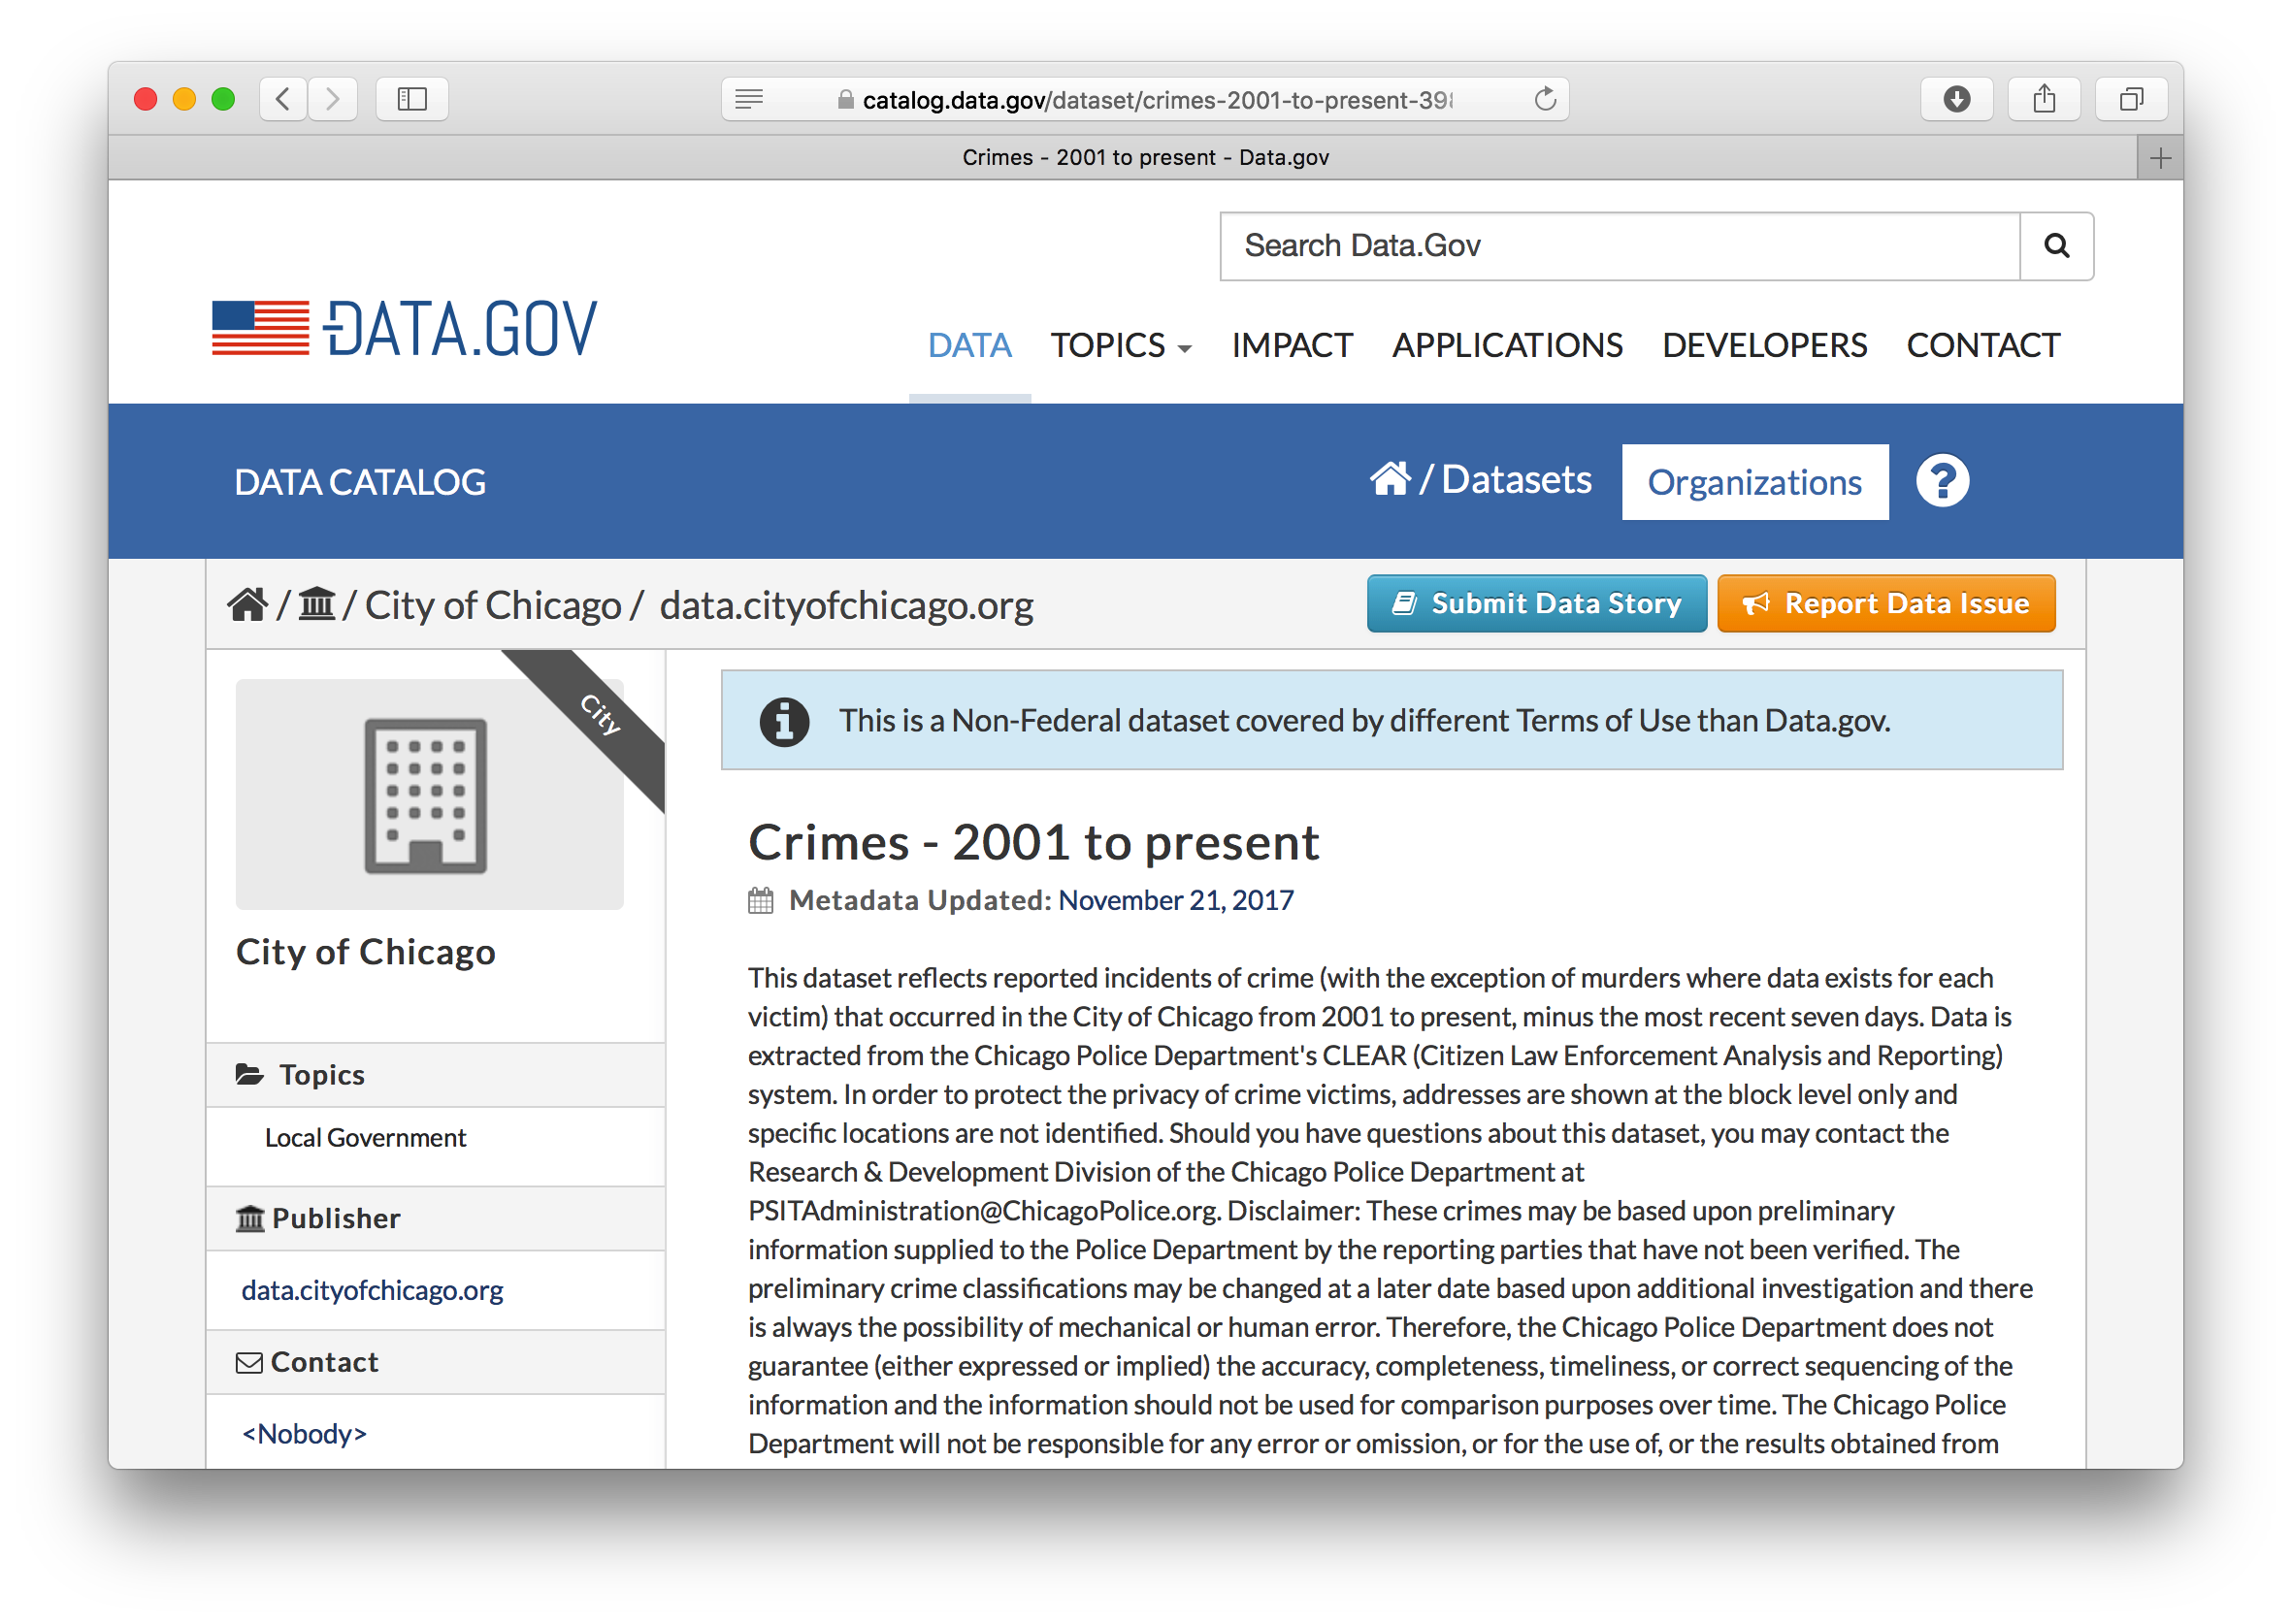 catalog.data.gov/dataset/crimes-2001-to-present-398
Crimes - 2001 to present - Data.gov
Search Data.Gov
DATA.GOV
DATA TOPICS IMPACT APPLICATIONS DEVELOPERS CONTACT
DATA CATALOG
/ Datasets Organizations ?
/ / City of Chicago / data.cityofchicago.org
Submit Data Story Report Data Issue
City
City of Chicago
Topics
Local Government
Publisher
data.cityofchicago.org
Contact
<Nobody>
This is a Non-Federal dataset covered by different Terms of Use than Data.gov.
Crimes - 2001 to present
Metadata Updated: November 21, 2017
This dataset reflects reported incidents of crime (with the exception of murders where data exists for each
victim) that occurred in the City of Chicago from 2001 to present, minus the most recent seven days. Data is
extracted from the Chicago Police Department's CLEAR (Citizen Law Enforcement Analysis and Reporting)
system. In order to protect the privacy of crime victims, addresses are shown at the block level only and
specific locations are not identified. Should you have questions about this dataset, you may contact the
Research & Development Division of the Chicago Police Department at
PSITAdministration@ChicagoPolice.org. Disclaimer: These crimes may be based upon preliminary
information supplied to the Police Department by the reporting parties that have not been verified. The
preliminary crime classifications may be changed at a later date based upon additional investigation and there
is always the possibility of mechanical or human error. Therefore, the Chicago Police Department does not
guarantee (either expressed or implied) the accuracy, completeness, timeliness, or correct sequencing of the
information and the information should not be used for comparison purposes over time. The Chicago Police
Department will not be responsible for any error or omission, or for the use of, or the results obtained from